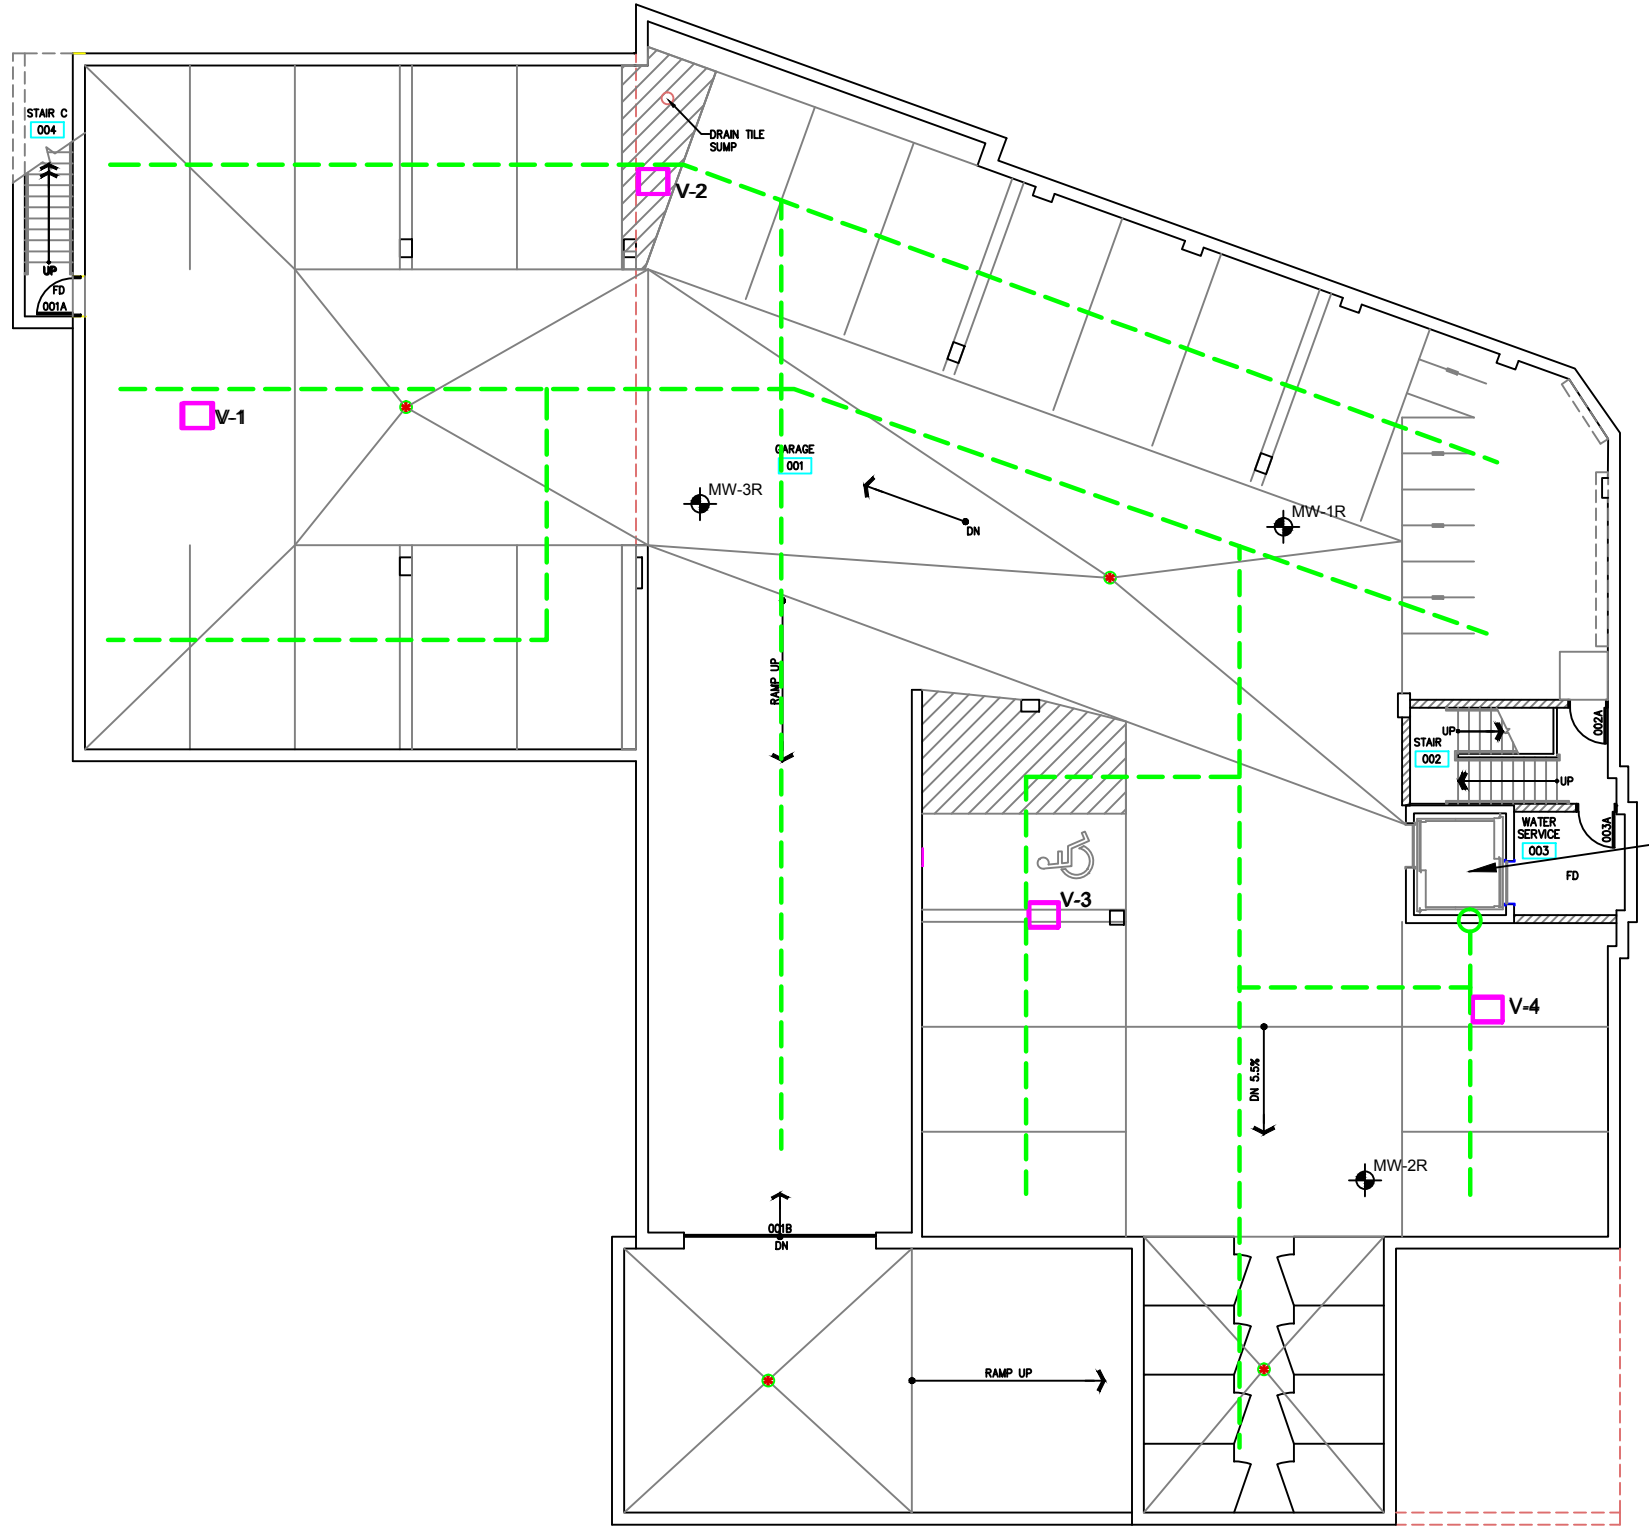 STAIR C
004
UP
FD
001A
DRAIN TILE
SUMP
V-2
V-1
GARAGE
001
MW-3R
DN
MW-1R
RAMP UP
UP
002A
STAIR
002
UP
WATER
SERVICE
003
003A
FD
V-3
V-4
DN 5.5%
MW-2R
001B
DN
RAMP UP